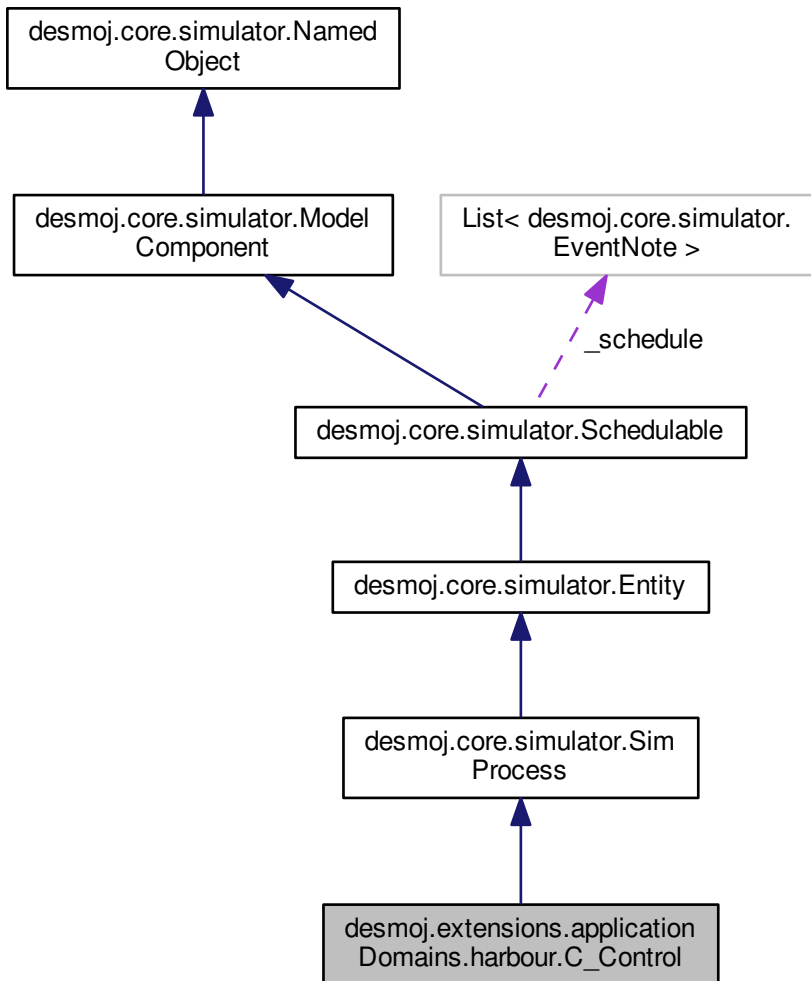 desmoj.core.simulator.Named
Object
desmoj.core.simulator.Model
Component
List< desmoj.core.simulator.
EventNote >
_schedule
desmoj.core.simulator.Schedulable
desmoj.core.simulator.Entity
desmoj.core.simulator.Sim
Process
desmoj.extensions.application
Domains.harbour.C_Control